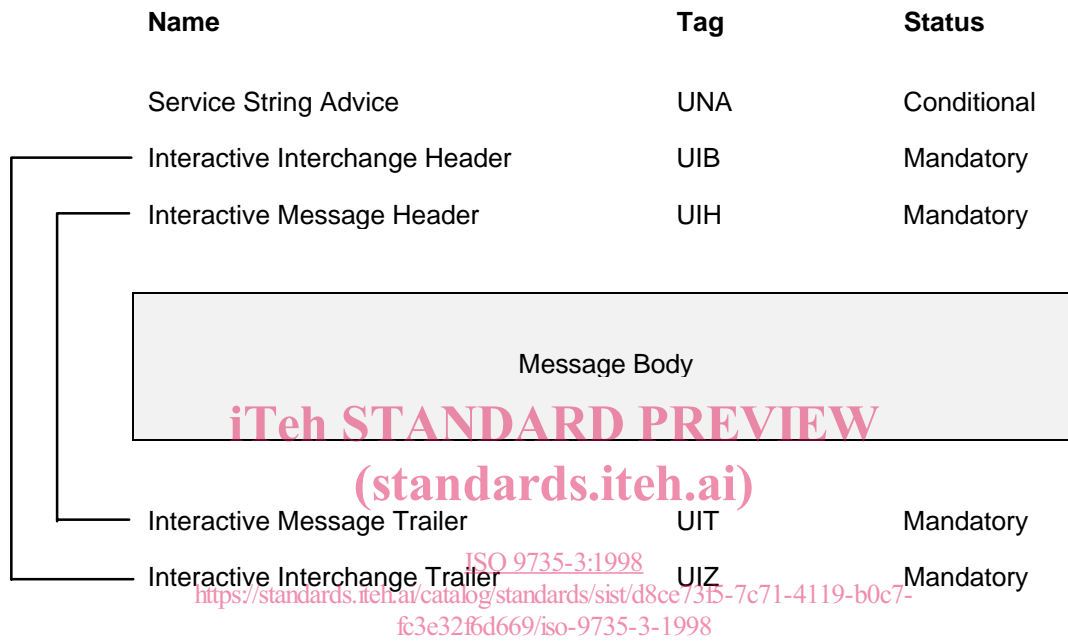 Name Tag Status
Service String Advice UNA Conditional
Interactive Interchange Header UIB Mandatory
Interactive Message Header UIH Mandatory
Message Body
iTeh STANDARD PREVIEW
(standards.iteh.ai)
Interactive Message Trailer UIT Mandatory
ISO 9735-3:1998
Interactive Interchange Trailer UIZ Mandatory
https://standards.iteh.ai/catalog/standards/sist/d8ce73f5-7c71-4119-b0c7-
fc3e32f6d669/iso-9735-3-1998